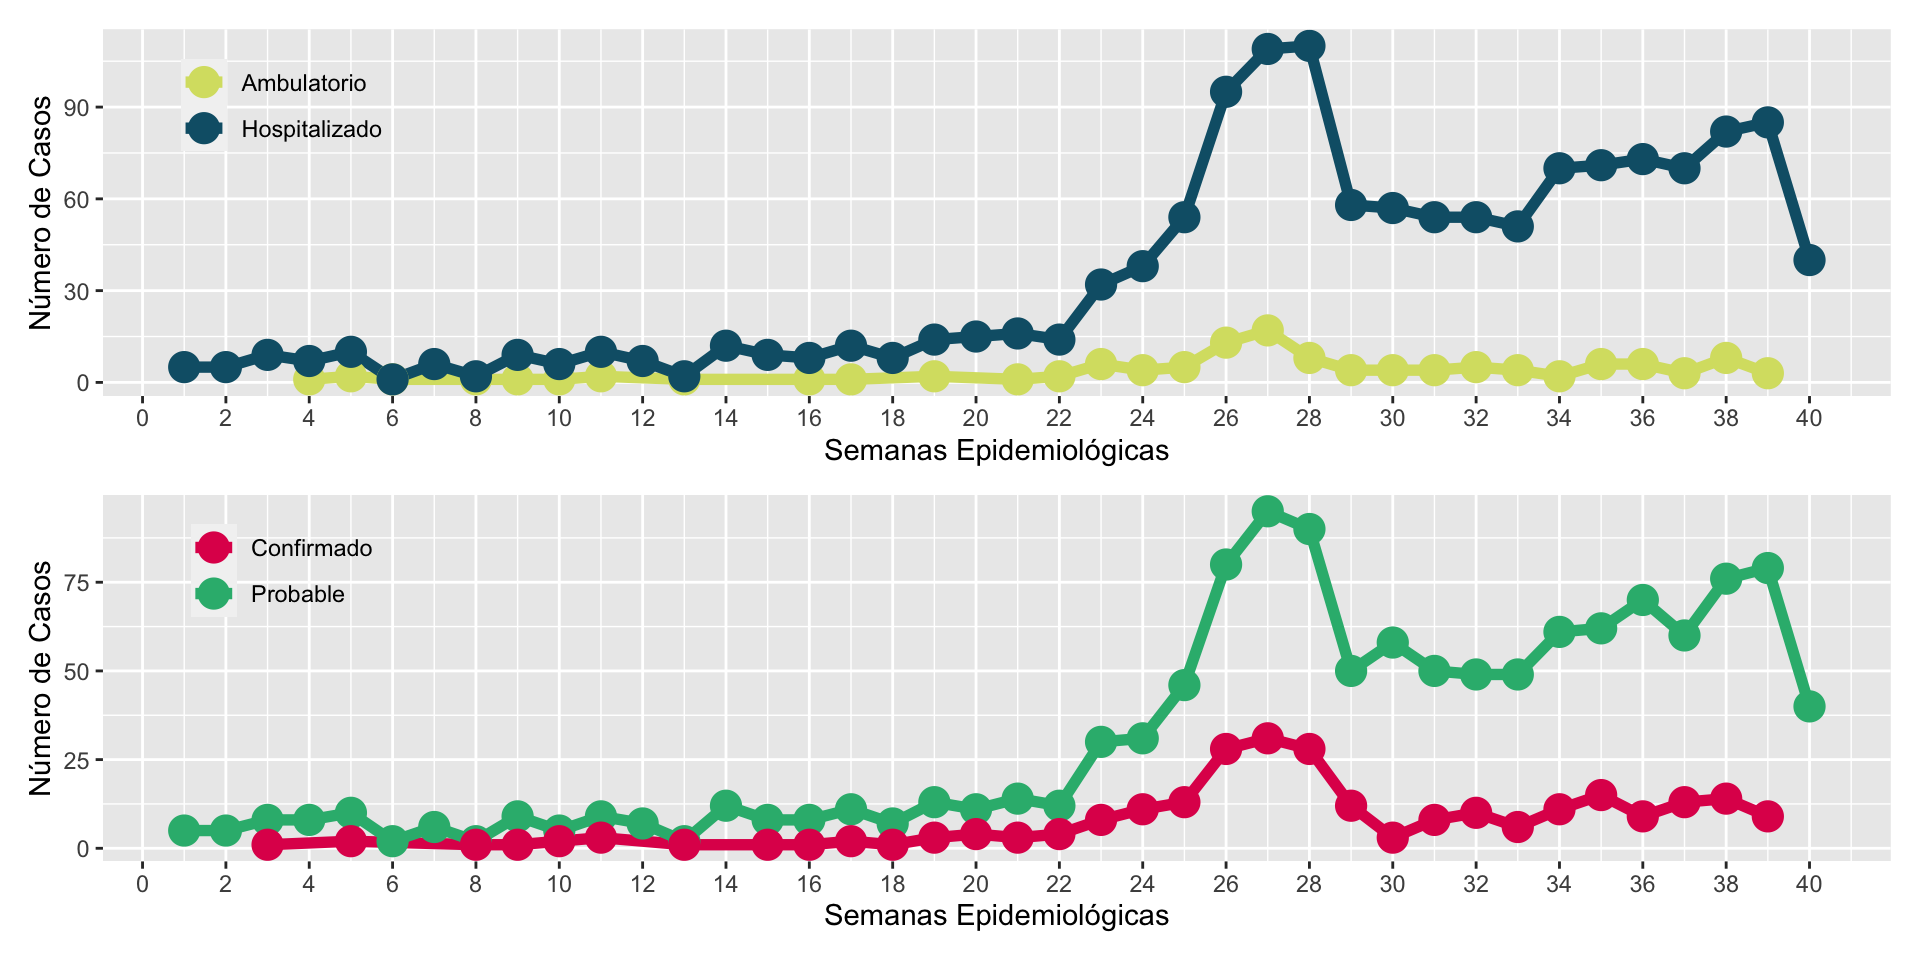 Número de Casos
90
60
30
0
Ambulatorio
Hospitalizado
0 2 4 6 8 10 12 14 16 18 20 22 24 26 28 30 32 34 36 38 40
Semanas Epidemiológicas
Número de Casos
75
50
25
0
Confirmado
Probable
0 2 4 6 8 10 12 14 16 18 20 22 24 26 28 30 32 34 36 38 40
Semanas Epidemiológicas